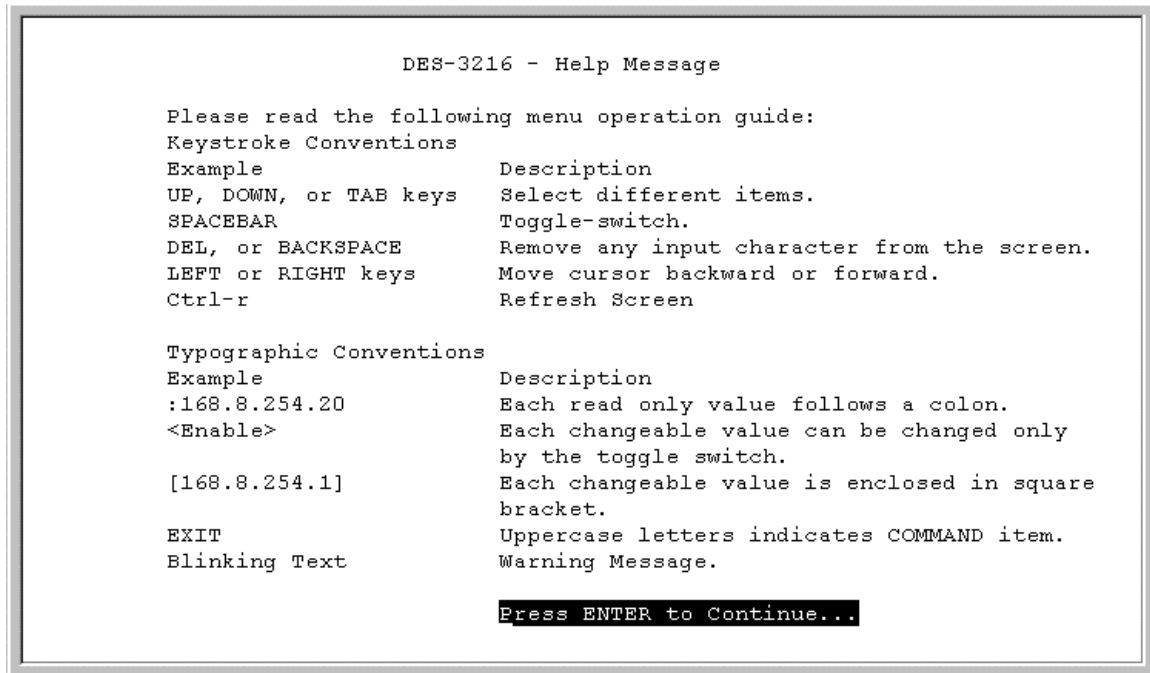 DES-3216 - Help Message
Please read the following menu operation guide:
Keystroke Conventions
Example Description
UP, DOWN, or TAB keys Select different items.
SPACEBAR Toggle-switch.
DEL, or BACKSPACE Remove any input character from the screen.
LEFT or RIGHT keys Move cursor backward or forward.
Ctrl-r Refresh Screen
Typographic Conventions
Example Description
:168.8.254.20 Each read only value follows a colon.
<Enable> Each changeable value can be changed only
by the toggle switch.
[168.8.254.1] Each changeable value is enclosed in square
bracket.
EXIT Uppercase letters indicates COMMAND item.
Blinking Text Warning Message.
Press ENTER to Continue...